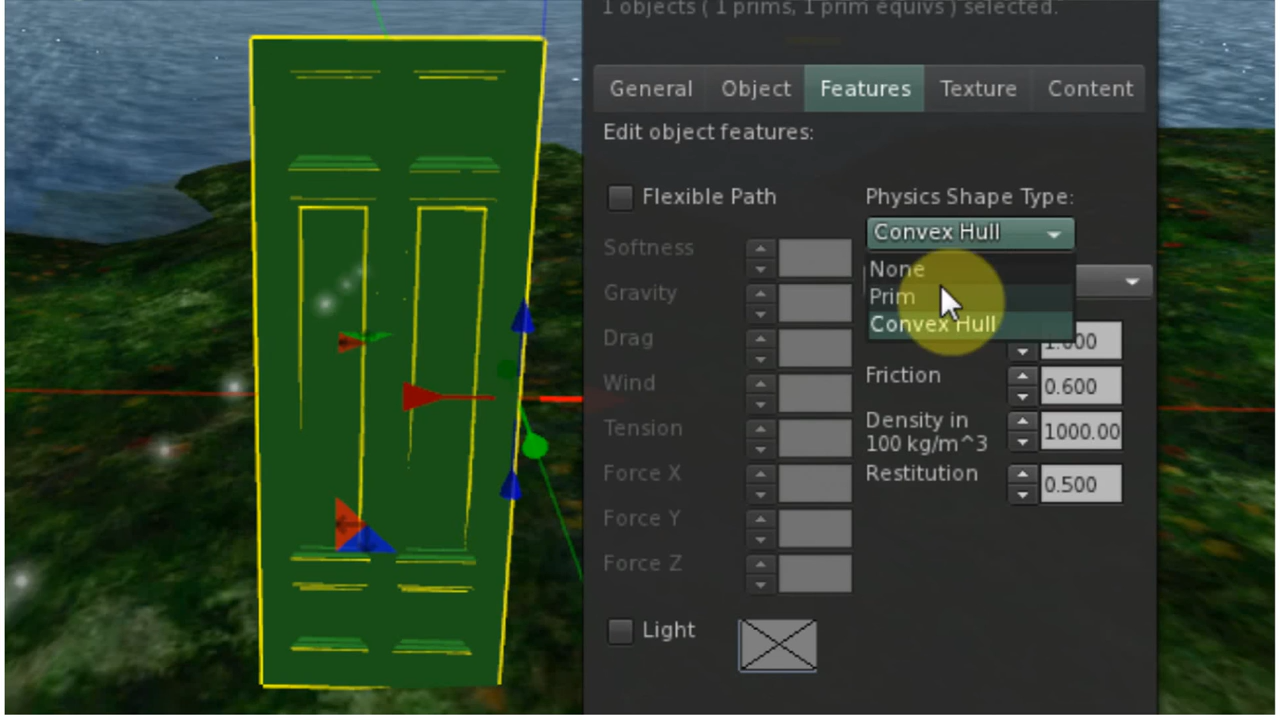 1 objects ( 1 prims, 1 prim equivs ) selected.
General Object Features Texture Content
Edit object features:
Flexible Path
Physics Shape Type:
Convex Hull
None
Prim
Convex Hull
Softness
Gravity
Drag
1.000
Wind
Friction
0.600
Tension
Density in
100 kg/m^3
1000.00
Force X
Restitution
0.500
Force Y
Force Z
Light